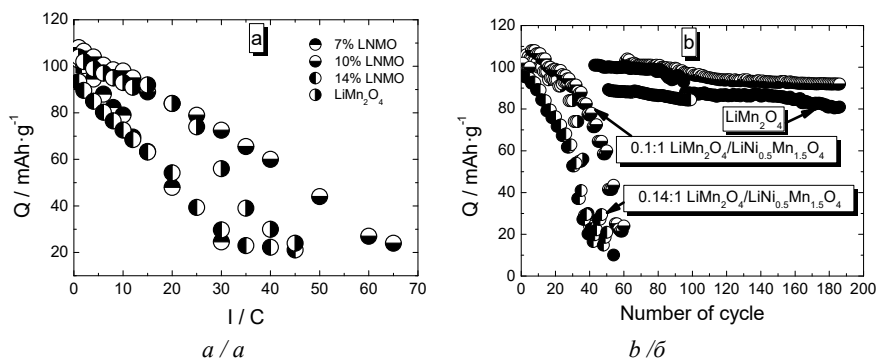 a
7% LNMO
10% LNMO
14% LNMO
LiMn₂O₄
Q / mAh·g⁻¹
120
100
80
60
40
20
0 10 20 30 40 50 60 70
I / C
a / a
b
LiMn₂O₄
0.1:1 LiMn₂O₄/LiNi₀.₅Mn₁.₅O₄
0.14:1 LiMn₂O₄/LiNi₀.₅Mn₁.₅O₄
Q / mAh·g⁻¹
120
100
80
60
40
20
0
0 20 40 60 80 100 120 140 160 180 200
Number of cycle
b /б